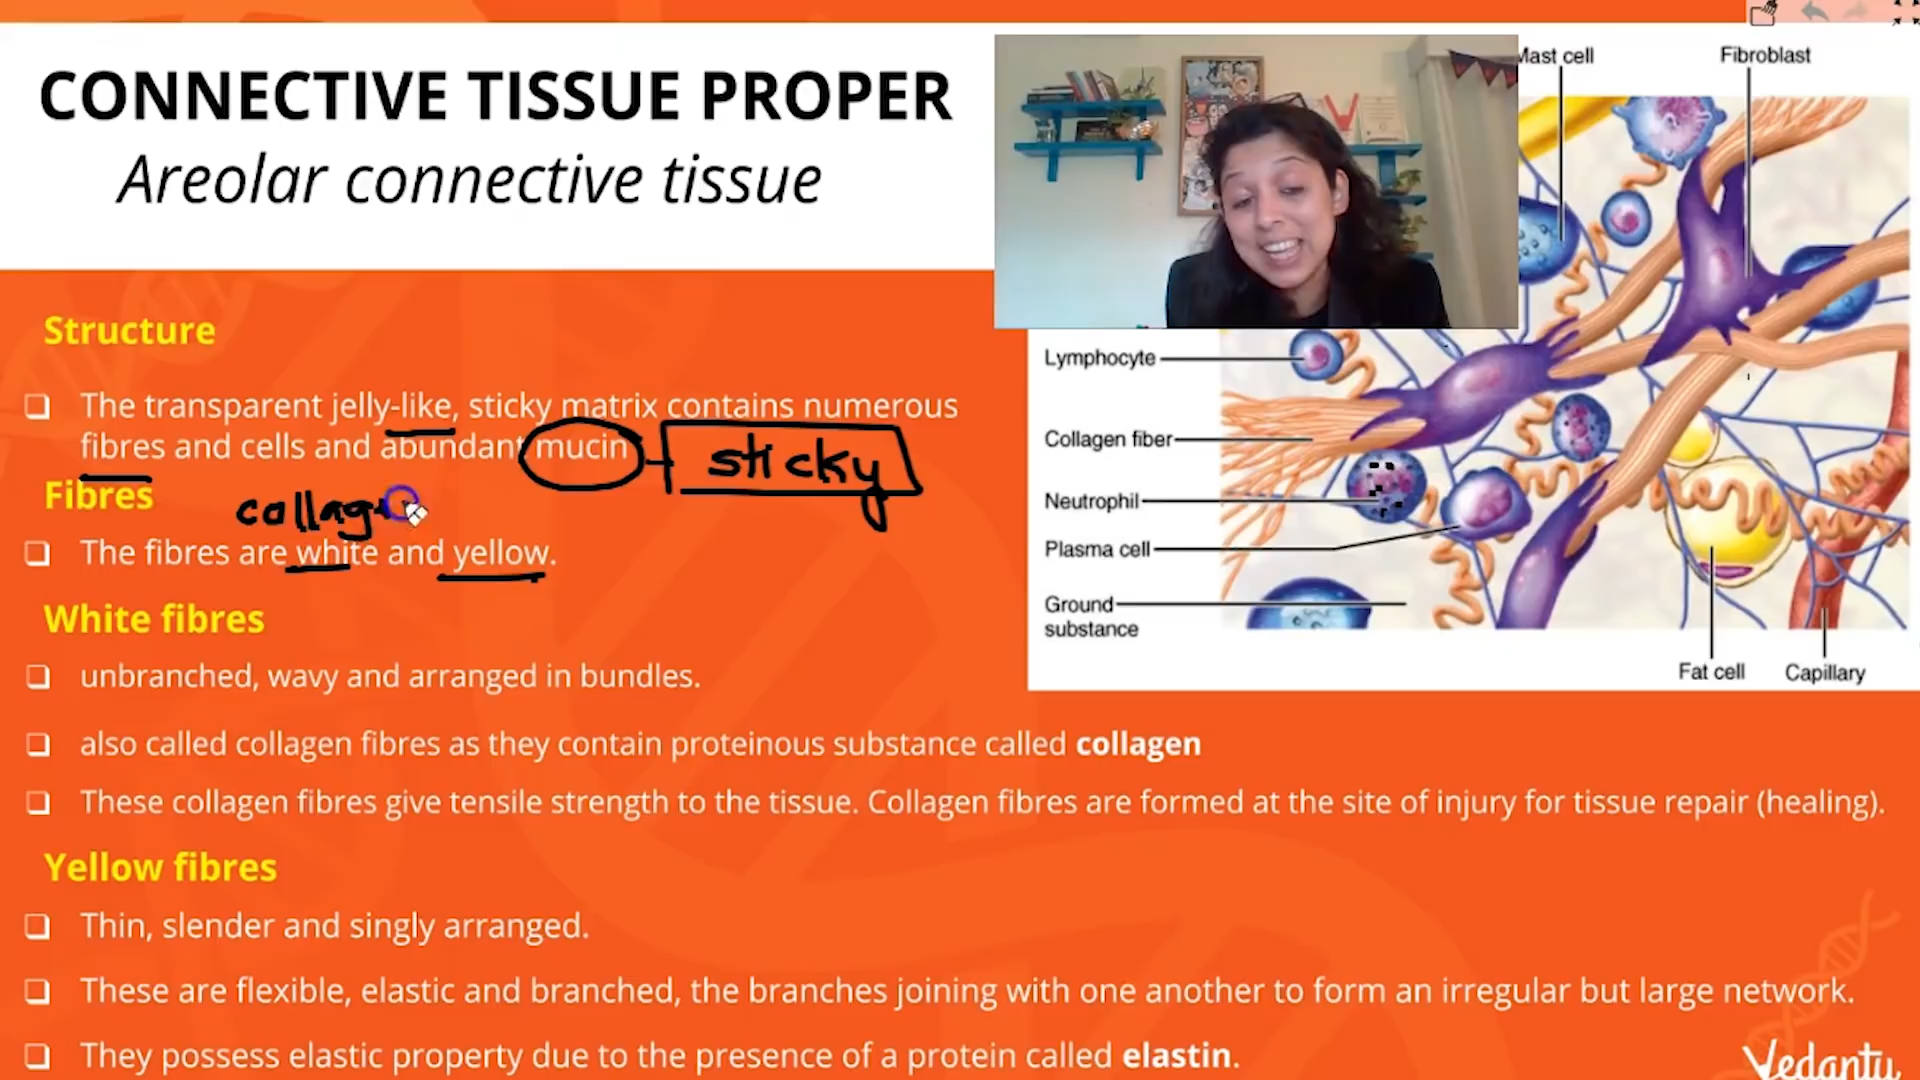 CONNECTIVE TISSUE PROPER
Areolar connective tissue
Structure
❑ The transparent jelly-like, sticky matrix contains numerous
fibres and cells and abundant mucin
sticky
Fibres
collage
❑ The fibres are white and yellow.
White fibres
❑ unbranched, wavy and arranged in bundles.
❑ also called collagen fibres as they contain proteinous substance called collagen
❑ These collagen fibres give tensile strength to the tissue. Collagen fibres are formed at the site of injury for tissue repair (healing).
Yellow fibres
❑ Thin, slender and singly arranged.
❑ These are flexible, elastic and branched, the branches joining with one another to form an irregular but large network.
❑ They possess elastic property due to the presence of a protein called elastin.
Mast cell
Fibroblast
Lymphocyte
Collagen fiber
Neutrophil
Plasma cell
Ground
substance
Fat cell
Capillary
Vedantu